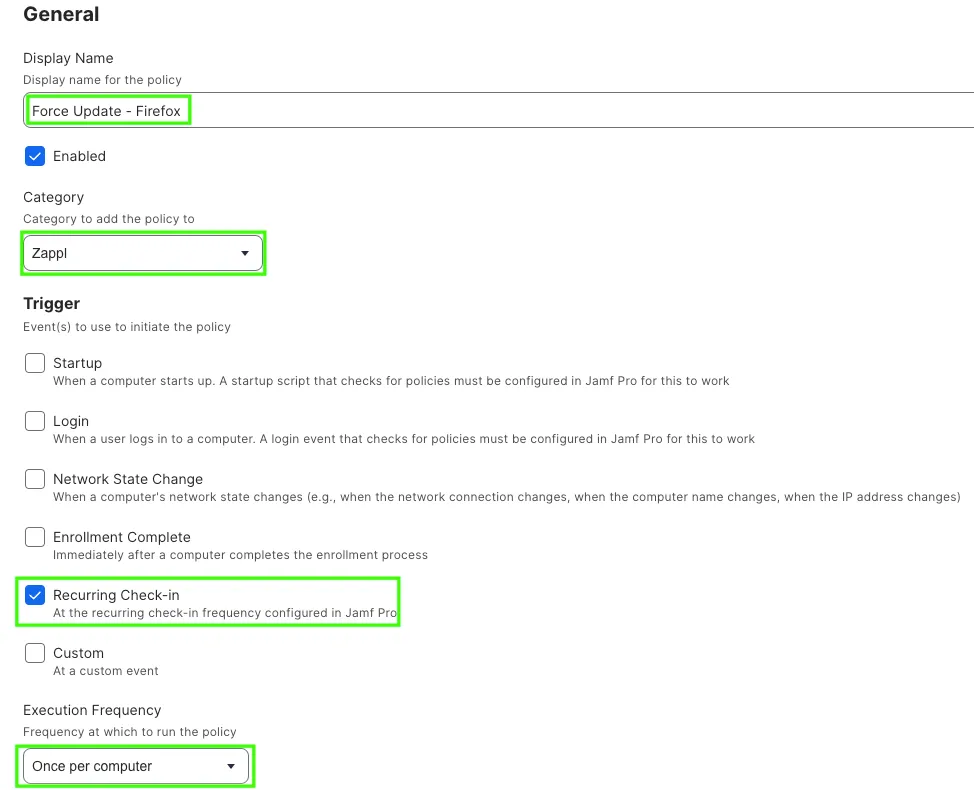 General
Display Name
Display name for the policy
Force Update - Firefox
Enabled
Category
Category to add the policy to
Zappl
Trigger
Event(s) to use to initiate the policy
Startup
When a computer starts up. A startup script that checks for policies must be configured in Jamf Pro for this to work
Login
When a user logs in to a computer. A login event that checks for policies must be configured in Jamf Pro for this to work
Network State Change
When a computer's network state changes (e.g., when the network connection changes, when the computer name changes, when the IP address changes)
Enrollment Complete
Immediately after a computer completes the enrollment process
Recurring Check-in
At the recurring check-in frequency configured in Jamf Pro
Custom
At a custom event
Execution Frequency
Frequency at which to run the policy
Once per computer